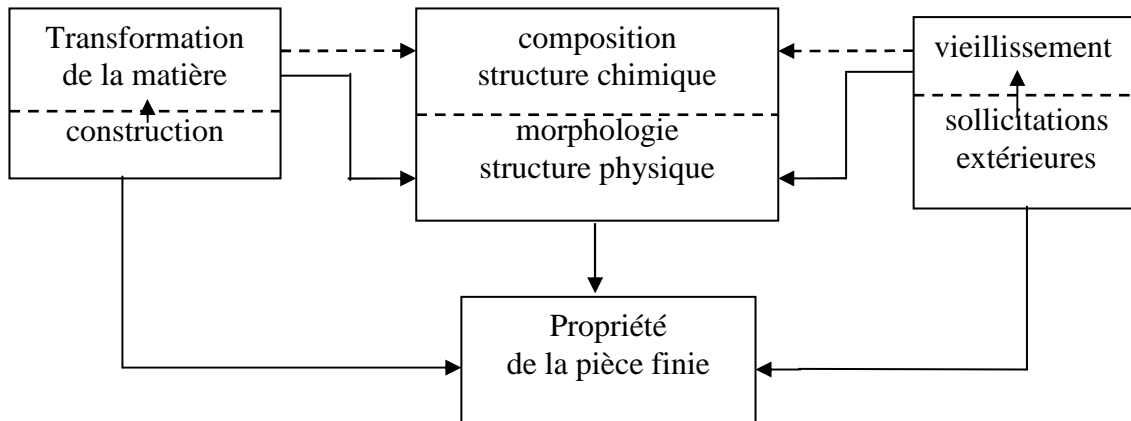 Transformation
de la matière
construction
composition
structure chimique
morphologie
structure physique
vieillissement
sollicitations
extérieures
Propriété
de la pièce finie